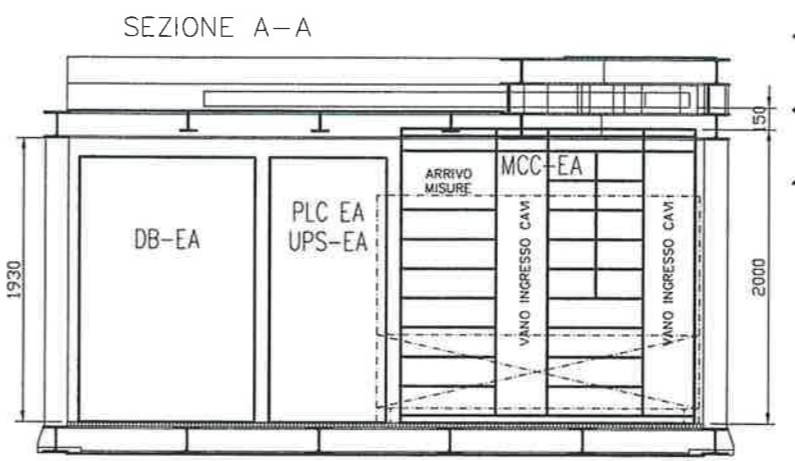 SEZIONE A-A
150
ARRIVO
MISURE
MCC-EA
DB-EA
PLC EA
UPS-EA
VANO INGRESSO CAVI
VANO INGRESSO CAVI
1930
2000